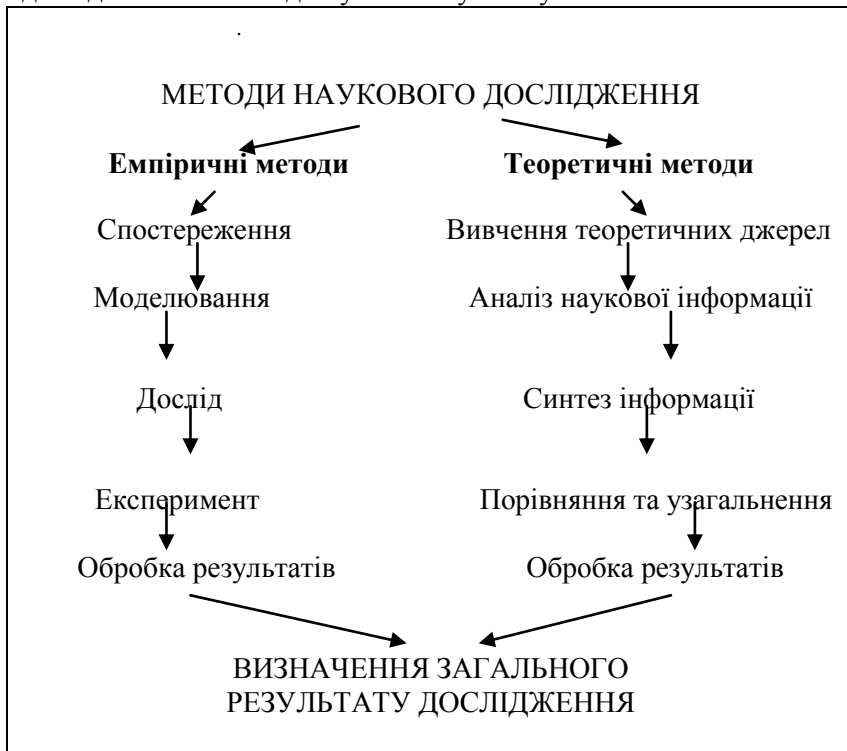 МЕТОДИ НАУКОВОГО ДОСЛІДЖЕННЯ
Емпіричні методи Теоретичні методи
Спостереження Вивчення теоретичних джерел
Моделювання Аналіз наукової інформації
Дослід Синтез інформації
Експеримент Порівняння та узагальнення
Обробка результатів Обробка результатів
ВИЗНАЧЕННЯ ЗАГАЛЬНОГО
РЕЗУЛЬТАТУ ДОСЛІДЖЕННЯ